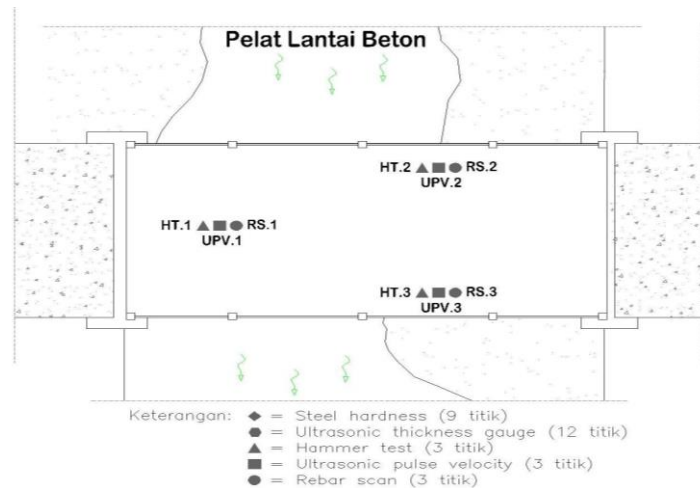 Pelat Lantai Beton
HT.2 RS.2
UPV.2
HT.1 RS.1
UPV.1
HT.3 RS.3
UPV.3
Keterangan:
= Steel hardness (9 titik)
= Ultrasonic thickness gauge (12 titik)
= Hammer test (3 titik)
= Ultrasonic pulse velocity (3 titik)
= Rebar scan (3 titik)